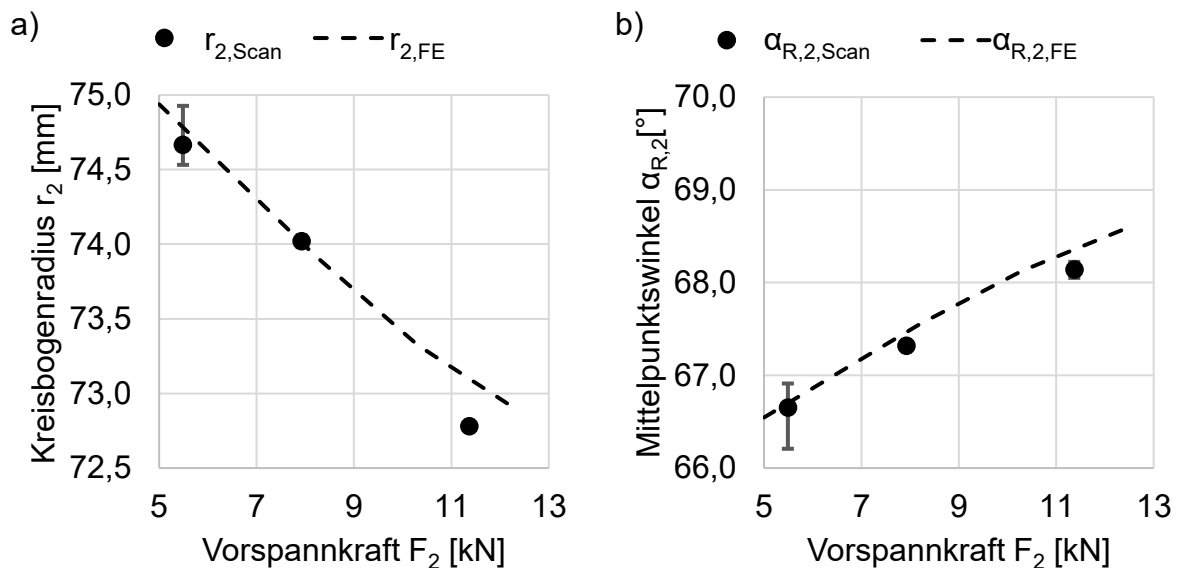 a)
r2,Scan
r2,FE
Kreisbogenradius r2 [mm]
75,0
74,5
74,0
73,5
73,0
72,5
5 7 9 11 13
Vorspannkraft F2 [kN]
b)
αR,2,Scan
αR,2,FE
Mittelpunktswinkel αR,2[°]
70,0
69,0
68,0
67,0
66,0
5 7 9 11 13
Vorspannkraft F2 [kN]